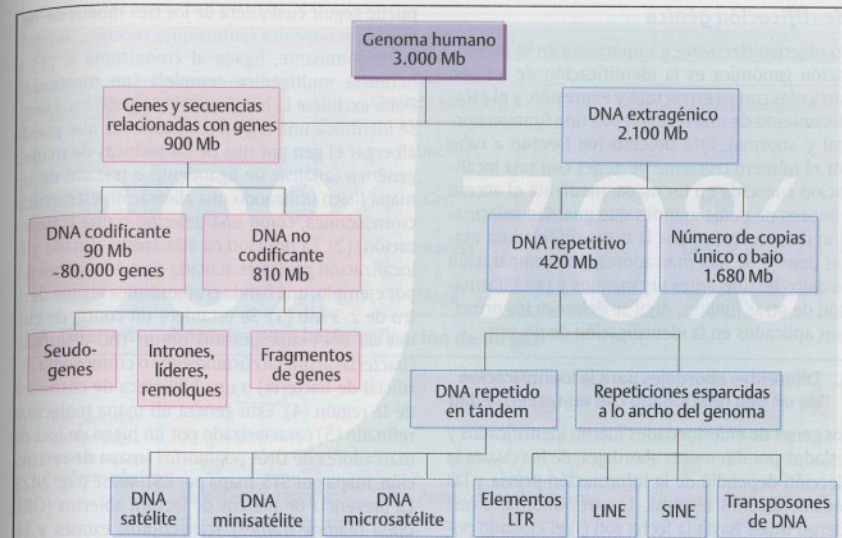 Genoma humano
3.000 Mb
Genes y secuencias
relacionadas con genes
900 Mb
DNA extragénico
2.100 Mb
DNA codificante
90 Mb
~80.000 genes
DNA no
codificante
810 Mb
DNA repetitivo
420 Mb
Número de copias
único o bajo
1.680 Mb
Seudo-
genes
Intrones,
líderes,
remolques
Fragmentos
de genes
DNA repetido
en tándem
Repeticiones esparcidas
a lo ancho del genoma
DNA
satélite
DNA
minisatélite
DNA
microsatélite
Elementos
LTR
LINE
SINE
Transposones
de DNA